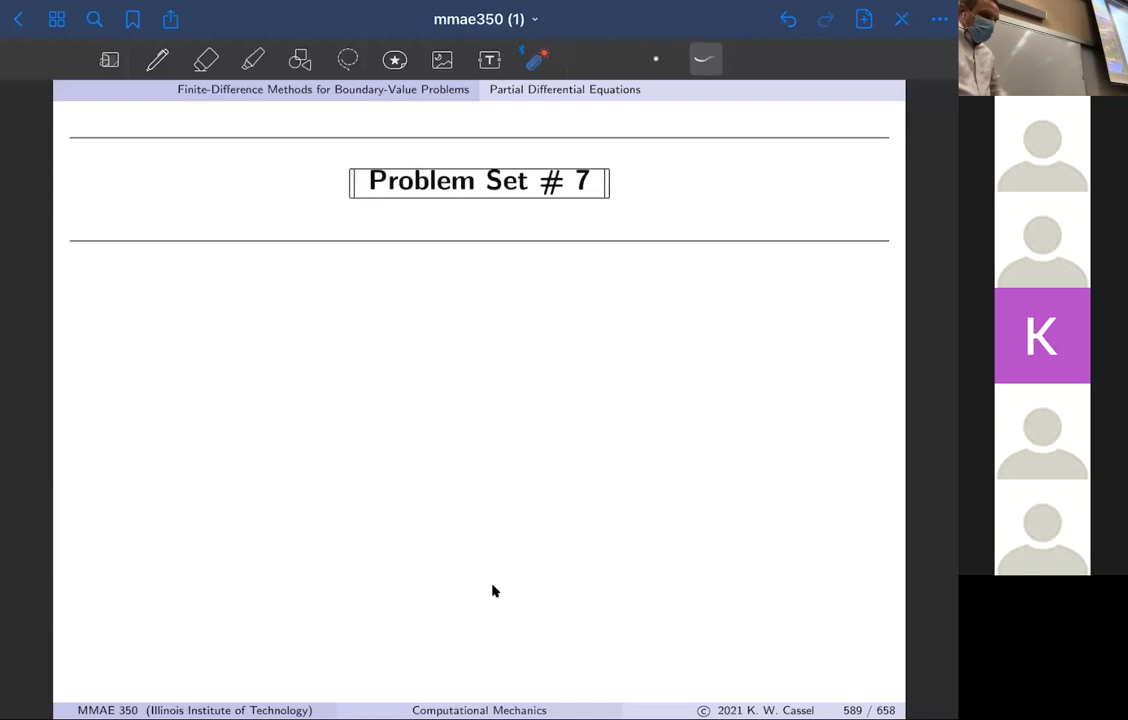 mmae350 (1)
Finite-Difference Methods for Boundary-Value Problems Partial Differential Equations
Problem Set # 7
K
MMAE 350 (Illinois Institute of Technology) Computational Mechanics © 2021 K. W. Cassel 589 / 658